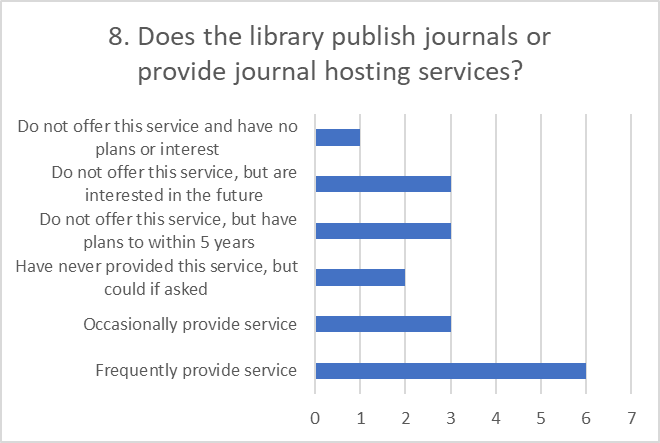 8. Does the library publish journals or
provide journal hosting services?
Do not offer this service and have no
plans or interest
Do not offer this service, but are
interested in the future
Do not offer this service, but have
plans to within 5 years
Have never provided this service, but
could if asked
Occasionally provide service
Frequently provide service
0 1 2 3 4 5 6 7